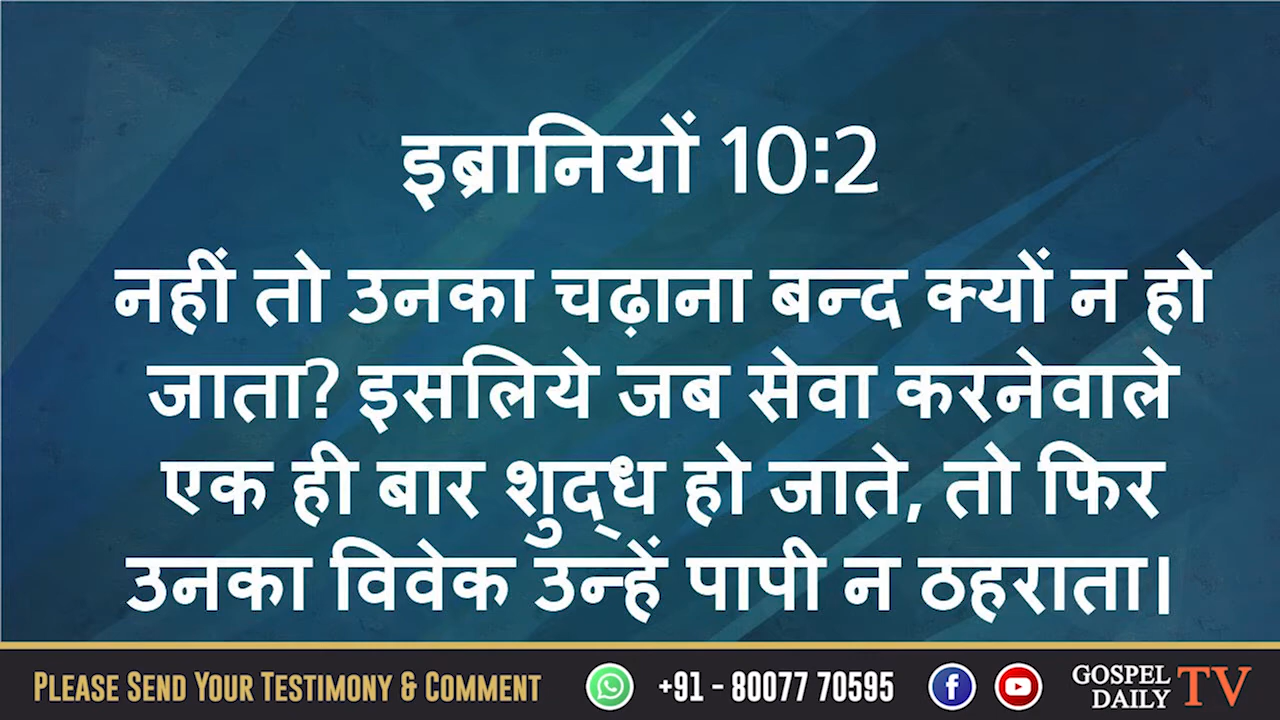 इब्रानियों 10:2
नहीं तो उनका चढ़ाना बन्द क्यों न हो
जाता? इसलिये जब सेवा करनेवाले
एक ही बार शुद्ध हो जाते, तो फिर
उनका विवेक उन्हें पापी न ठहराता।
PLEASE SEND YOUR TESTIMONY & COMMENT +91 - 80077 70595 GOSPEL DAILY TV